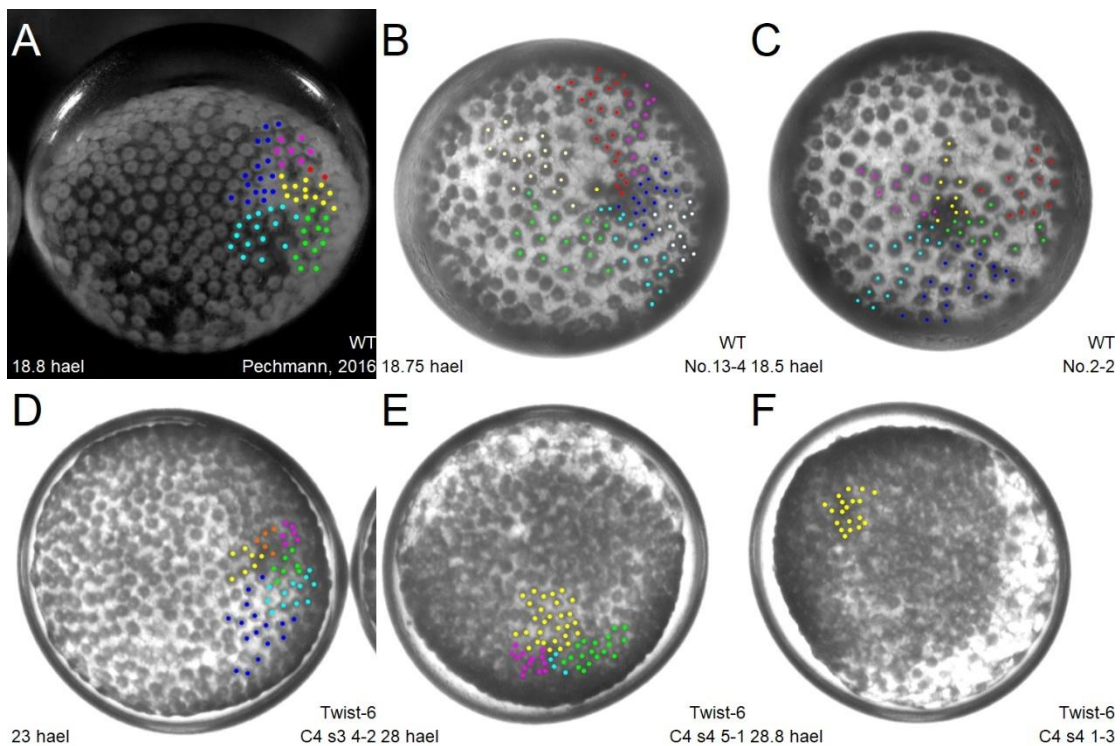 A
B
C
WT
WT
WT
18.8 hael
Pechmann, 2016
18.75 hael
No.13-4
18.5 hael
No.2-2
D
E
F
Twist-6
Twist-6
Twist-6
23 hael
C4 s3 4-2
28 hael
C4 s4 5-1
28.8 hael
C4 s4 1-3